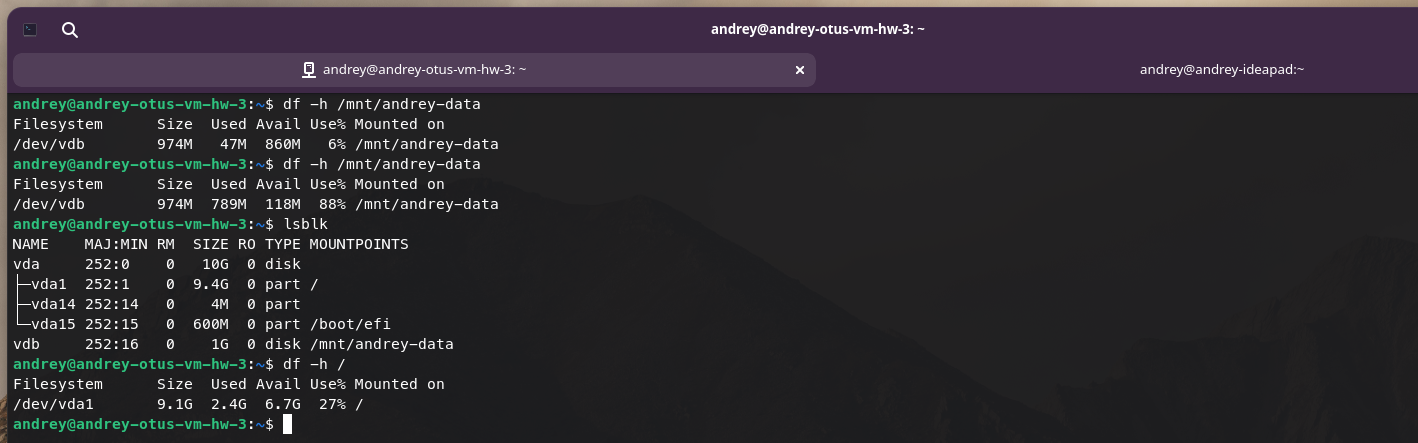 andrey@andrey-otus-vm-hw-3: ~
andrey@andrey-otus-vm-hw-3: ~
andrey@andrey-ideapad:~
andrey@andrey-otus-vm-hw-3:~$ df -h /mnt/andrey-data
Filesystem      Size  Used Avail Use% Mounted on
/dev/vdb        974M   47M  860M   6% /mnt/andrey-data
andrey@andrey-otus-vm-hw-3:~$ df -h /mnt/andrey-data
Filesystem      Size  Used Avail Use% Mounted on
/dev/vdb        974M  789M  118M  88% /mnt/andrey-data
andrey@andrey-otus-vm-hw-3:~$ lsblk
NAME    MAJ:MIN RM  SIZE RO TYPE MOUNTPOINTS
vda     252:0    0   10G  0 disk
├─vda1  252:1    0  9.4G  0 part /
├─vda14 252:14   0    4M  0 part
└─vda15 252:15   0  600M  0 part /boot/efi
vdb     252:16   0    1G  0 disk /mnt/andrey-data
andrey@andrey-otus-vm-hw-3:~$ df -h /
Filesystem      Size  Used Avail Use% Mounted on
/dev/vda1       9.1G  2.4G  6.7G  27% /
andrey@andrey-otus-vm-hw-3:~$